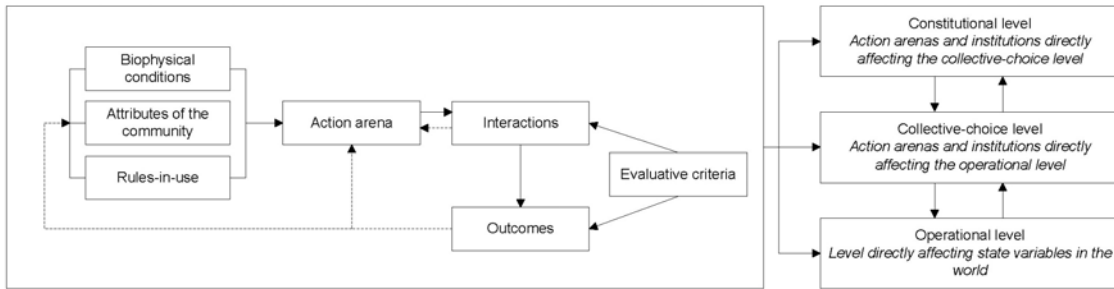 Biophysical
conditions
Attributes of the
community
Rules-in-use
Action arena
Interactions
Outcomes
Evaluative criteria
Constitutional level
Action arenas and institutions directly
affecting the collective-choice level
Collective-choice level
Action arenas and institutions directly
affecting the operational level
Operational level
Level directly affecting state variables in the
world